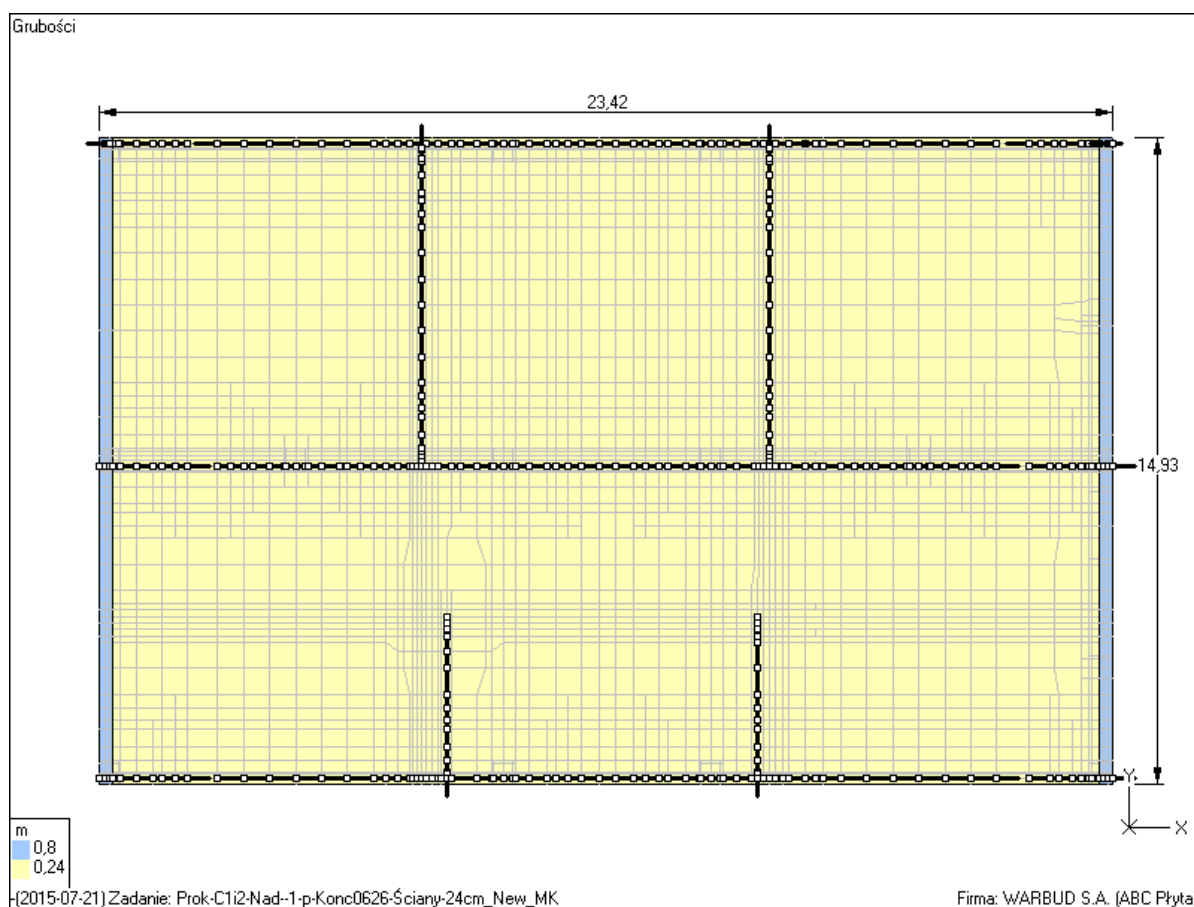 Grubości
23,42
14,93
Y
X
m
0,8
0,24
(2015-07-21) Zadanie: Prok-C1i2-Nad--1-p-Konc0626-Ściany-24cm_New_MK
Firma: WARBUD S.A. (ABC Płyta